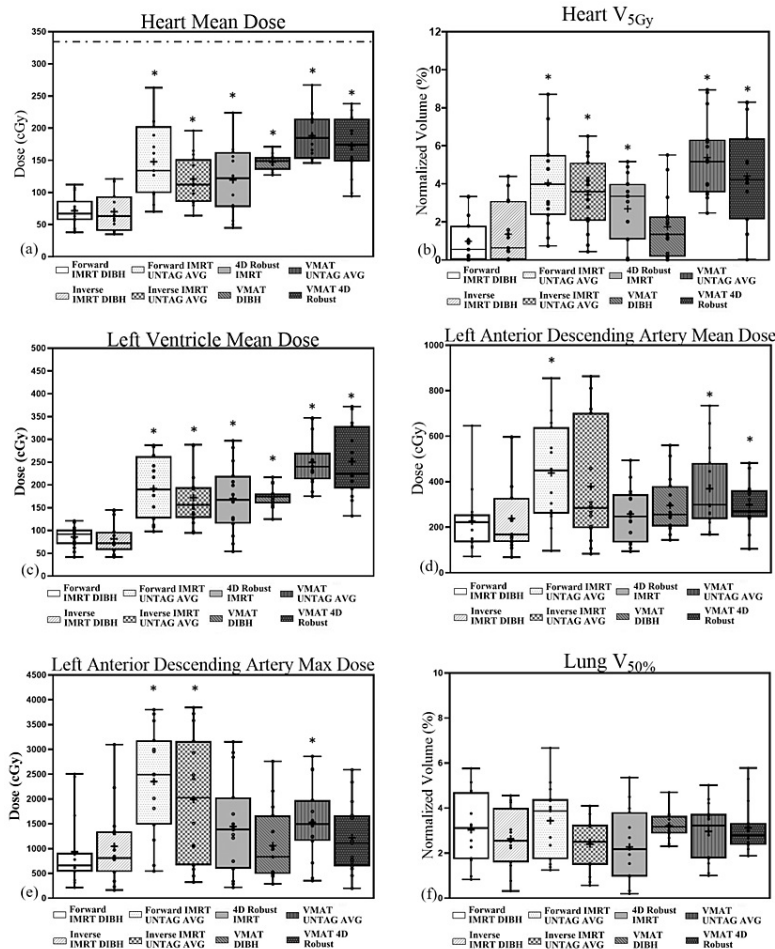 Heart Mean Dose
350
300
250
200
150
100
50
0
Dose (cGy)
* * * * * *
(a)
Forward IMRT DIBH
Forward IMRT UNTAG AVG
4D Robust IMRT
VMAT UNTAG AVG
Inverse IMRT DIBH
Inverse IMRT UNTAG AVG
VMAT DIBH
VMAT 4D Robust
Heart V5Gy
12
10
8
6
4
2
0
Normalized Volume (%)
* * * * *
(b)
Forward IMRT DIBH
Forward IMRT UNTAG AVG
4D Robust IMRT
VMAT UNTAG AVG
Inverse IMRT DIBH
Inverse IMRT UNTAG AVG
VMAT DIBH
VMAT 4D Robust
Left Ventricle Mean Dose
500
450
400
350
300
250
200
150
100
50
0
Dose (cGy)
* * * * * *
(c)
Forward IMRT DIBH
Forward IMRT UNTAG AVG
4D Robust IMRT
VMAT UNTAG AVG
Inverse IMRT DIBH
Inverse IMRT UNTAG AVG
VMAT DIBH
VMAT 4D Robust
Left Anterior Descending Artery Mean Dose
1000
800
600
400
200
0
Dose (cGy)
* * *
(d)
Forward IMRT DIBH
Forward IMRT UNTAG AVG
4D Robust IMRT
VMAT UNTAG AVG
Inverse IMRT DIBH
Inverse IMRT UNTAG AVG
VMAT DIBH
VMAT 4D Robust
Left Anterior Descending Artery Max Dose
4500
4000
3500
3000
2500
2000
1500
1000
500
0
Dose (cGy)
* * *
(e)
Forward IMRT DIBH
Forward IMRT UNTAG AVG
4D Robust IMRT
VMAT UNTAG AVG
Inverse IMRT DIBH
Inverse IMRT UNTAG AVG
VMAT DIBH
VMAT 4D Robust
Lung V50%
10
8
6
4
2
0
Normalized Volume (%)
(f)
Forward IMRT DIBH
Forward IMRT UNTAG AVG
4D Robust IMRT
VMAT UNTAG AVG
Inverse IMRT DIBH
Inverse IMRT UNTAG AVG
VMAT DIBH
VMAT 4D Robust